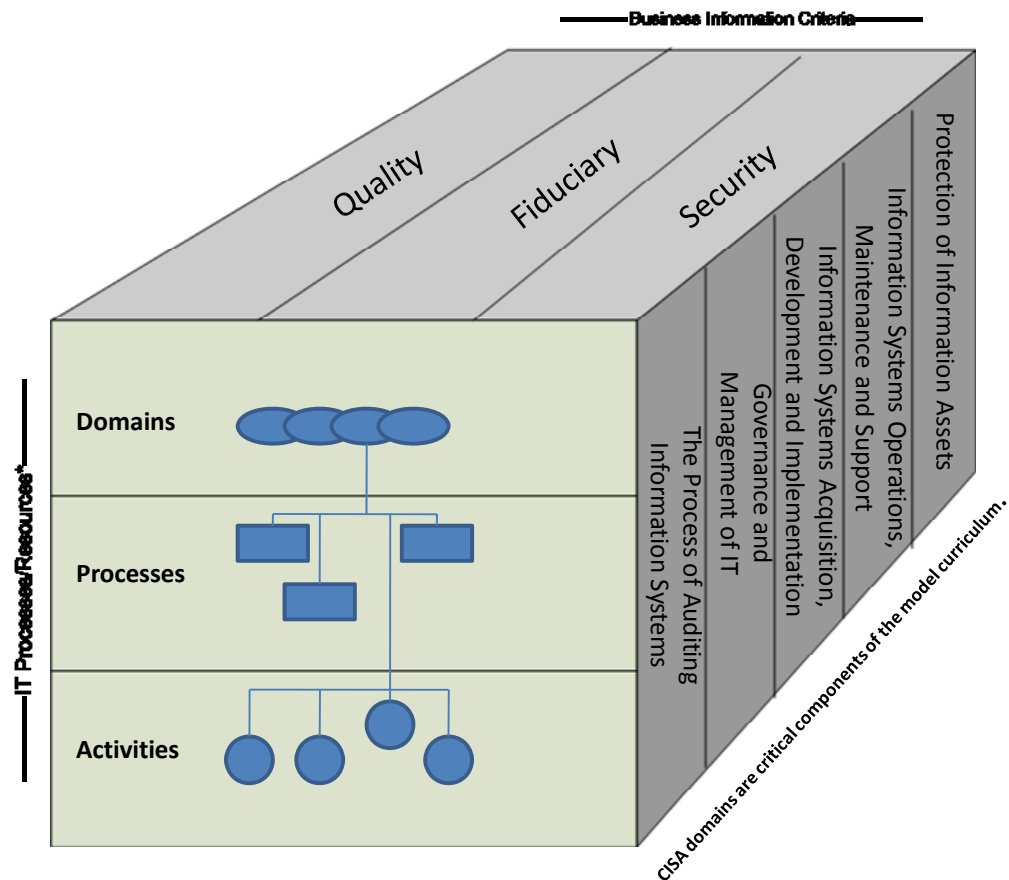 Business Information Criteria
Quality
Fiduciary
Security
IT Processes/Resources*
Domains
Processes
Activities
The Process of Auditing
Information Systems
Governance and
Management of IT
Information Systems Acquisition,
Development and Implementation
Information Systems Operations,
Maintenance and Support
Protection of Information Assets
CISA domains are critical components of the model curriculum.